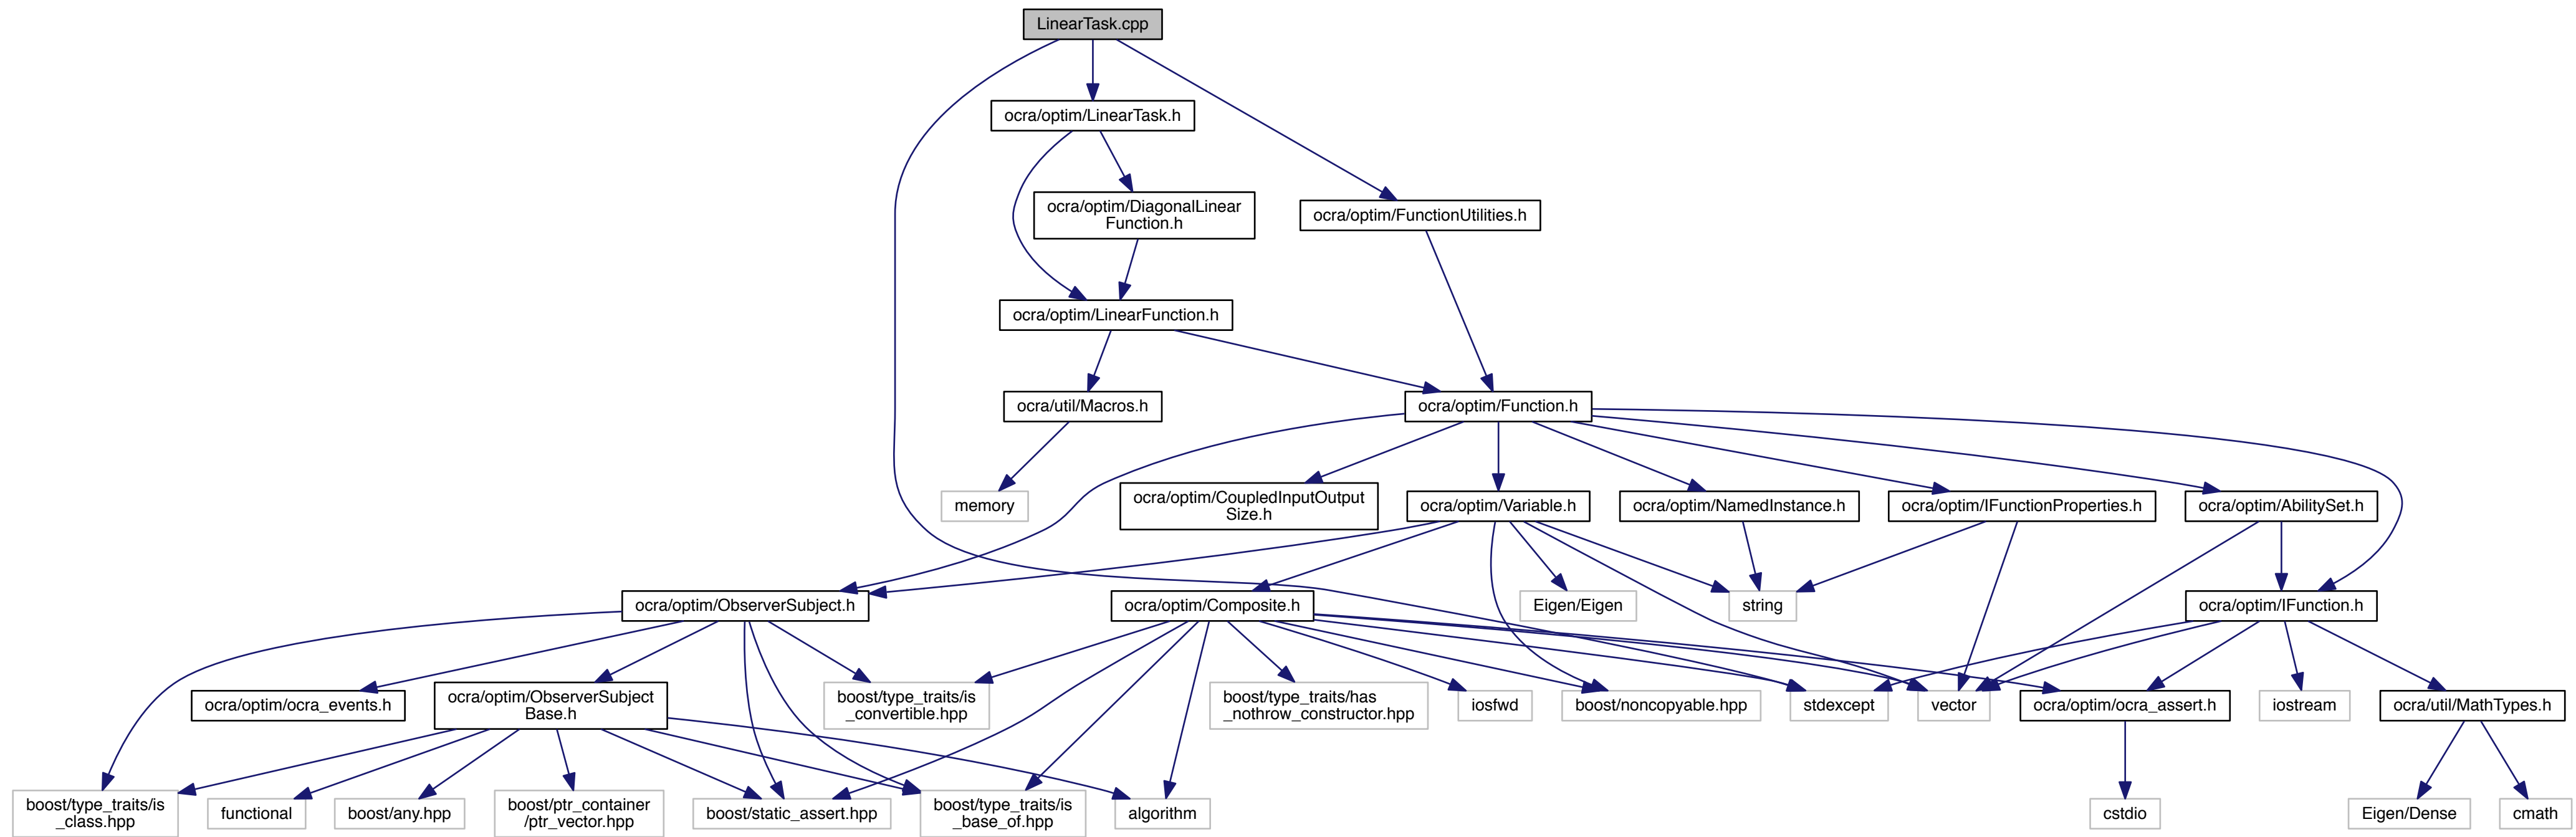 LinearTask.cpp
ocra/optim/LinearTask.h
ocra/optim/DiagonalLinear
Function.h
ocra/optim/FunctionUtilities.h
ocra/optim/LinearFunction.h
ocra/util/Macros.h
ocra/optim/Function.h
memory
ocra/optim/CoupledInputOutput
Size.h
ocra/optim/Variable.h
ocra/optim/NamedInstance.h
ocra/optim/IFunctionProperties.h
ocra/optim/AbilitySet.h
ocra/optim/ObserverSubject.h
ocra/optim/Composite.h
Eigen/Eigen
string
ocra/optim/IFunction.h
ocra/optim/ocra_events.h
ocra/optim/ObserverSubject
Base.h
boost/type_traits/is
_convertible.hpp
boost/type_traits/has
_nothrow_constructor.hpp
iosfwd
boost/noncopyable.hpp
stdexcept
vector
ocra/optim/ocra_assert.h
iostream
ocra/util/MathTypes.h
boost/type_traits/is
_class.hpp
functional
boost/any.hpp
boost/ptr_container
/ptr_vector.hpp
boost/static_assert.hpp
boost/type_traits/is
_base_of.hpp
algorithm
cstdio
Eigen/Dense
cmath